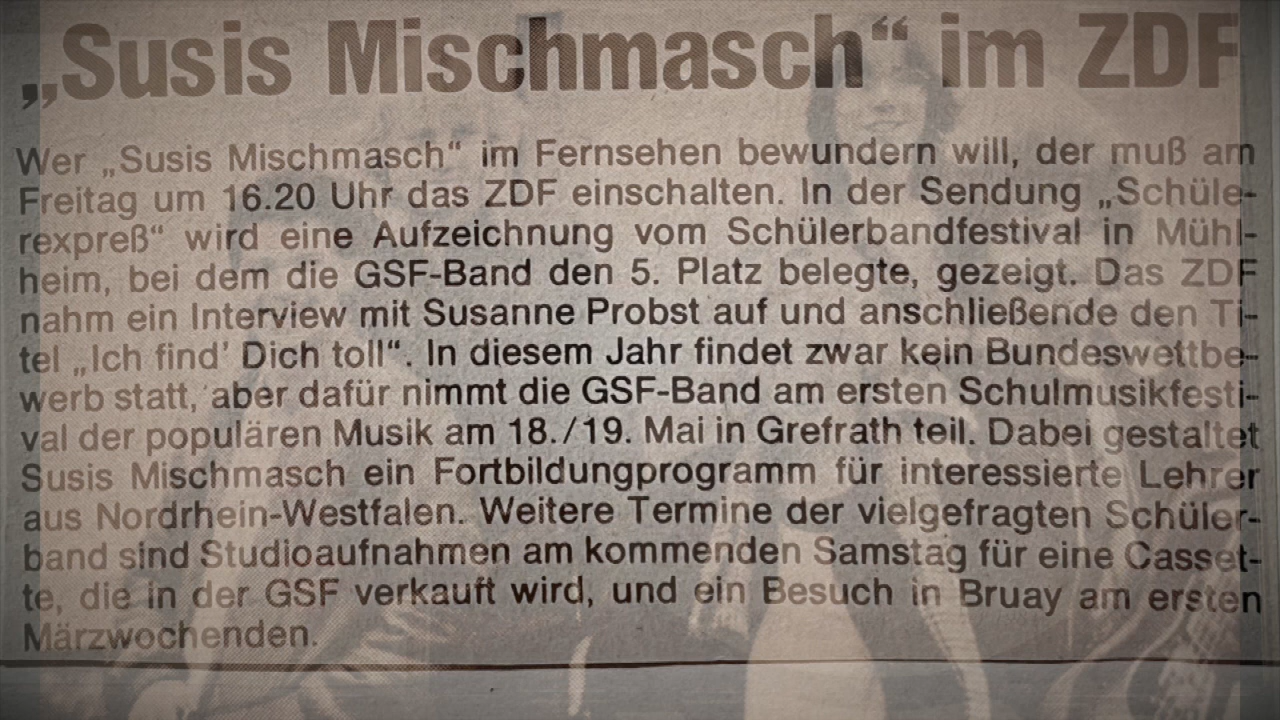 „Susis Mischmasch“ im ZDF
Wer „Susis Mischmasch“ im Fernsehen bewundern will, der muß am
Freitag um 16.20 Uhr das ZDF einschalten. In der Sendung „Schüle-
rexpreß“ wird eine Aufzeichnung vom Schülerbandfestival in Mühl-
heim, bei dem die GSF-Band den 5. Platz belegte, gezeigt. Das ZDF
nahm ein Interview mit Susanne Probst auf und anschließende den Ti-
tel „Ich find’ Dich toll“. In diesem Jahr findet zwar kein Bundeswettbe-
werb statt, aber dafür nimmt die GSF-Band am ersten Schulmusikfesti-
val der populären Musik am 18./19. Mai in Grefrath teil. Dabei gestaltet
Susis Mischmasch ein Fortbildungprogramm für interessierte Lehrer
aus Nordrhein-Westfalen. Weitere Termine der vielgefragten Schüler-
band sind Studioaufnahmen am kommenden Samstag für eine Casset-
te, die in der GSF verkauft wird, und ein Besuch in Bruay am ersten
Märzwochenden.